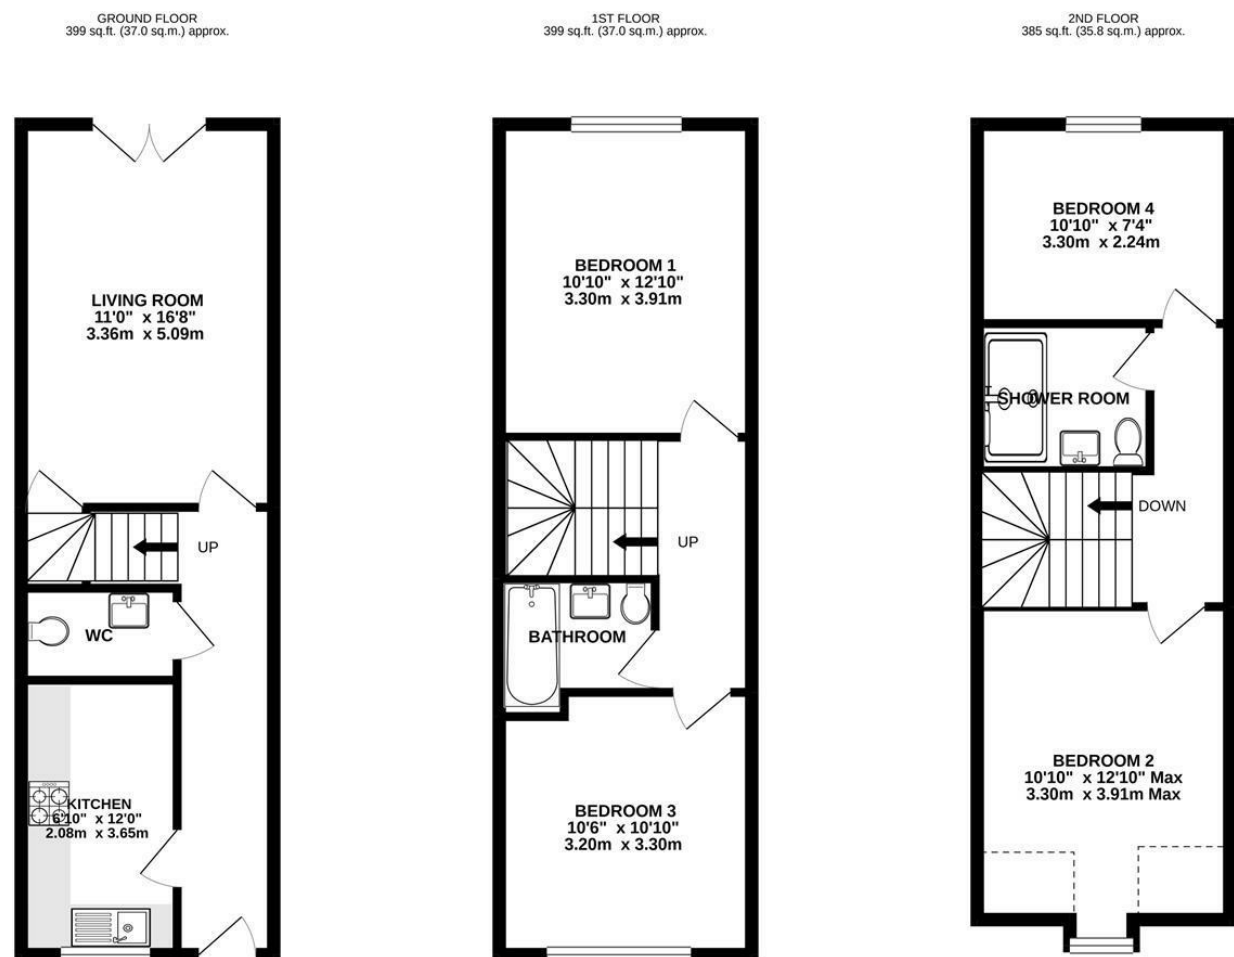 GROUND FLOOR
399 sq.ft. (37.0 sq.m.) approx.
LIVING ROOM
11'0" x 16'8"
3.36m x 5.09m
UP
WC
KITCHEN
6'10" x 12'0"
2.08m x 3.65m
1ST FLOOR
399 sq.ft. (37.0 sq.m.) approx.
BEDROOM 1
10'10" x 12'10"
3.30m x 3.91m
UP
BATHROOM
BEDROOM 3
10'6" x 10'10"
3.20m x 3.30m
2ND FLOOR
385 sq.ft. (35.8 sq.m.) approx.
BEDROOM 4
10'10" x 7'4"
3.30m x 2.24m
SHOWER ROOM
DOWN
BEDROOM 2
10'10" x 12'10" Max
3.30m x 3.91m Max